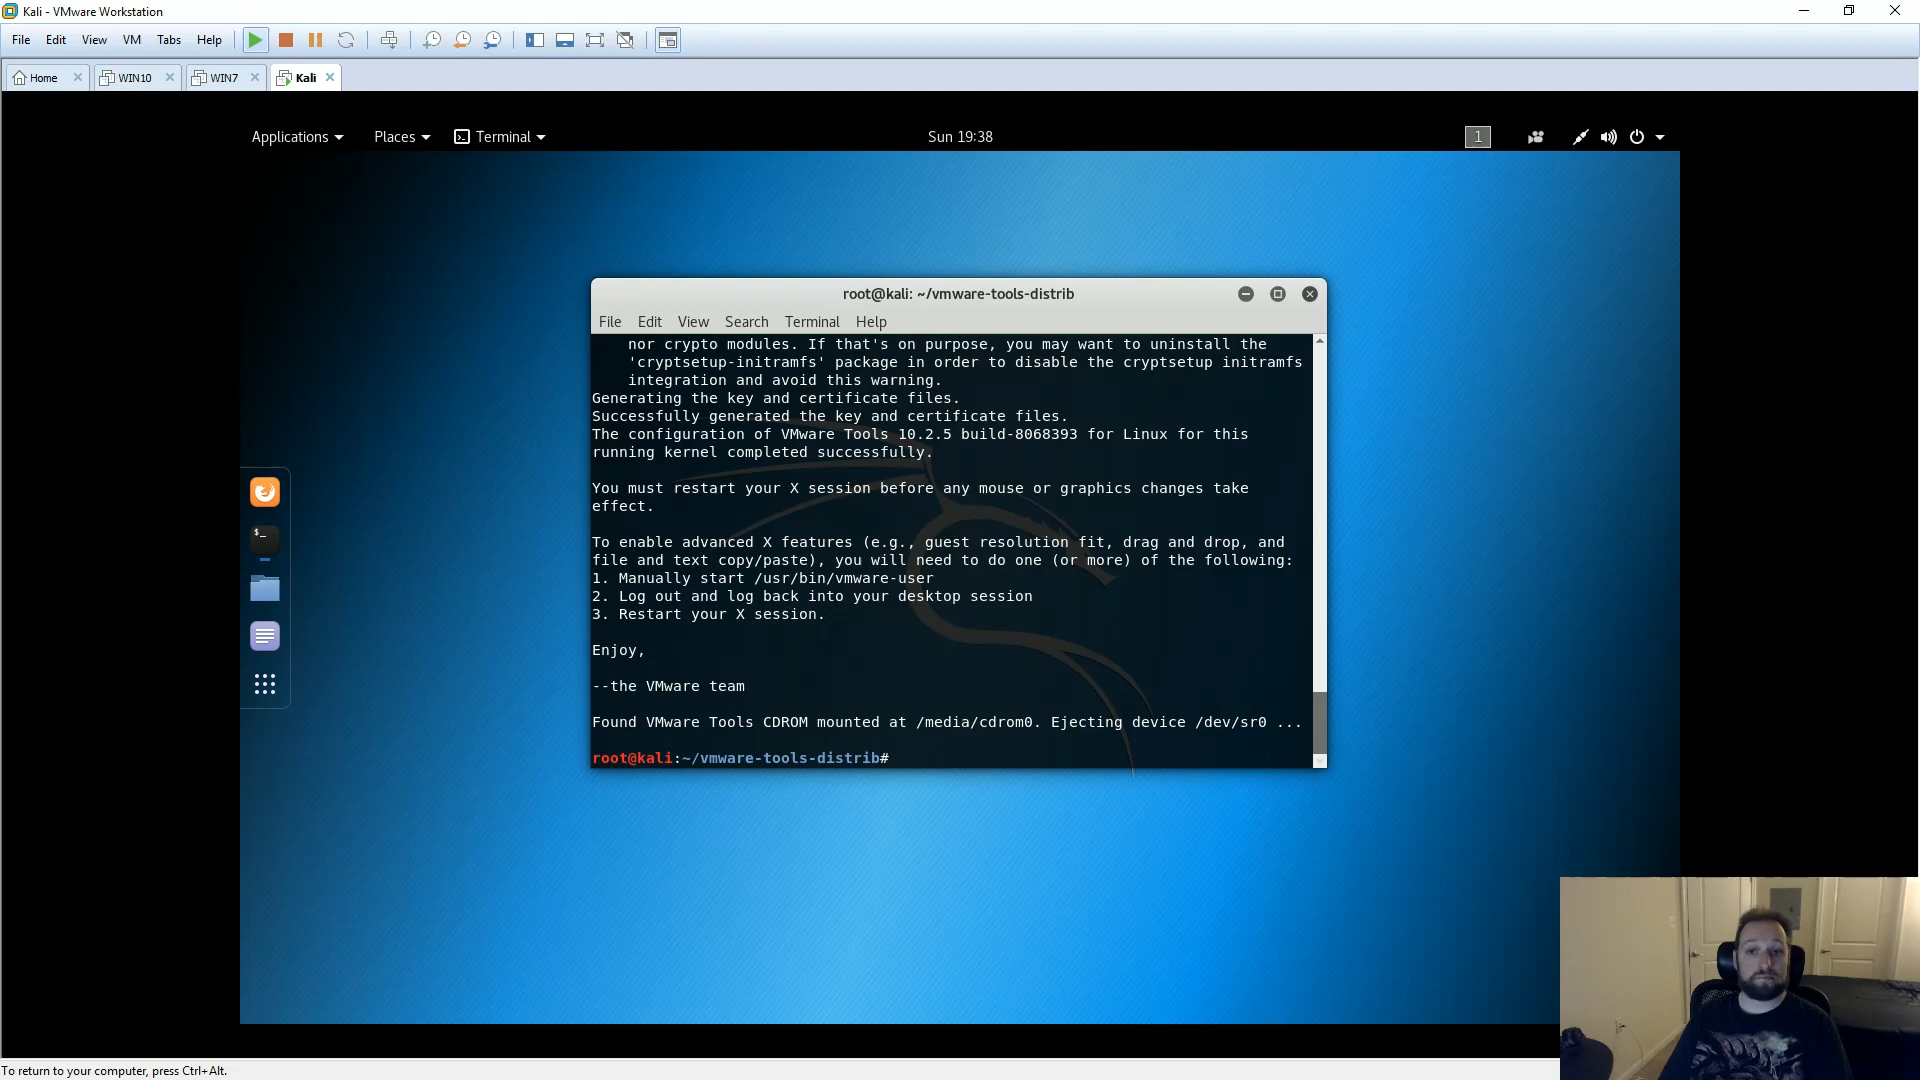 Kali - VMware Workstation
File Edit View VM Tabs Help
Home WIN10 WIN7 Kali
Applications Places Terminal Sun 19:38 1
root@kali: ~/vmware-tools-distrib
File Edit View Search Terminal Help
nor crypto modules. If that's on purpose, you may want to uninstall the
'cryptsetup-initramfs' package in order to disable the cryptsetup initramfs
integration and avoid this warning.
Generating the key and certificate files.
Successfully generated the key and certificate files.
The configuration of VMware Tools 10.2.5 build-8068393 for Linux for this
running kernel completed successfully.
You must restart your X session before any mouse or graphics changes take
effect.
To enable advanced X features (e.g., guest resolution fit, drag and drop, and
file and text copy/paste), you will need to do one (or more) of the following:
1. Manually start /usr/bin/vmware-user
2. Log out and log back into your desktop session
3. Restart your X session.
Enjoy,
--the VMware team
Found VMware Tools CDROM mounted at /media/cdrom0. Ejecting device /dev/sr0 ...
root@kali:~/vmware-tools-distrib#
$_
To return to your computer, press Ctrl+Alt.